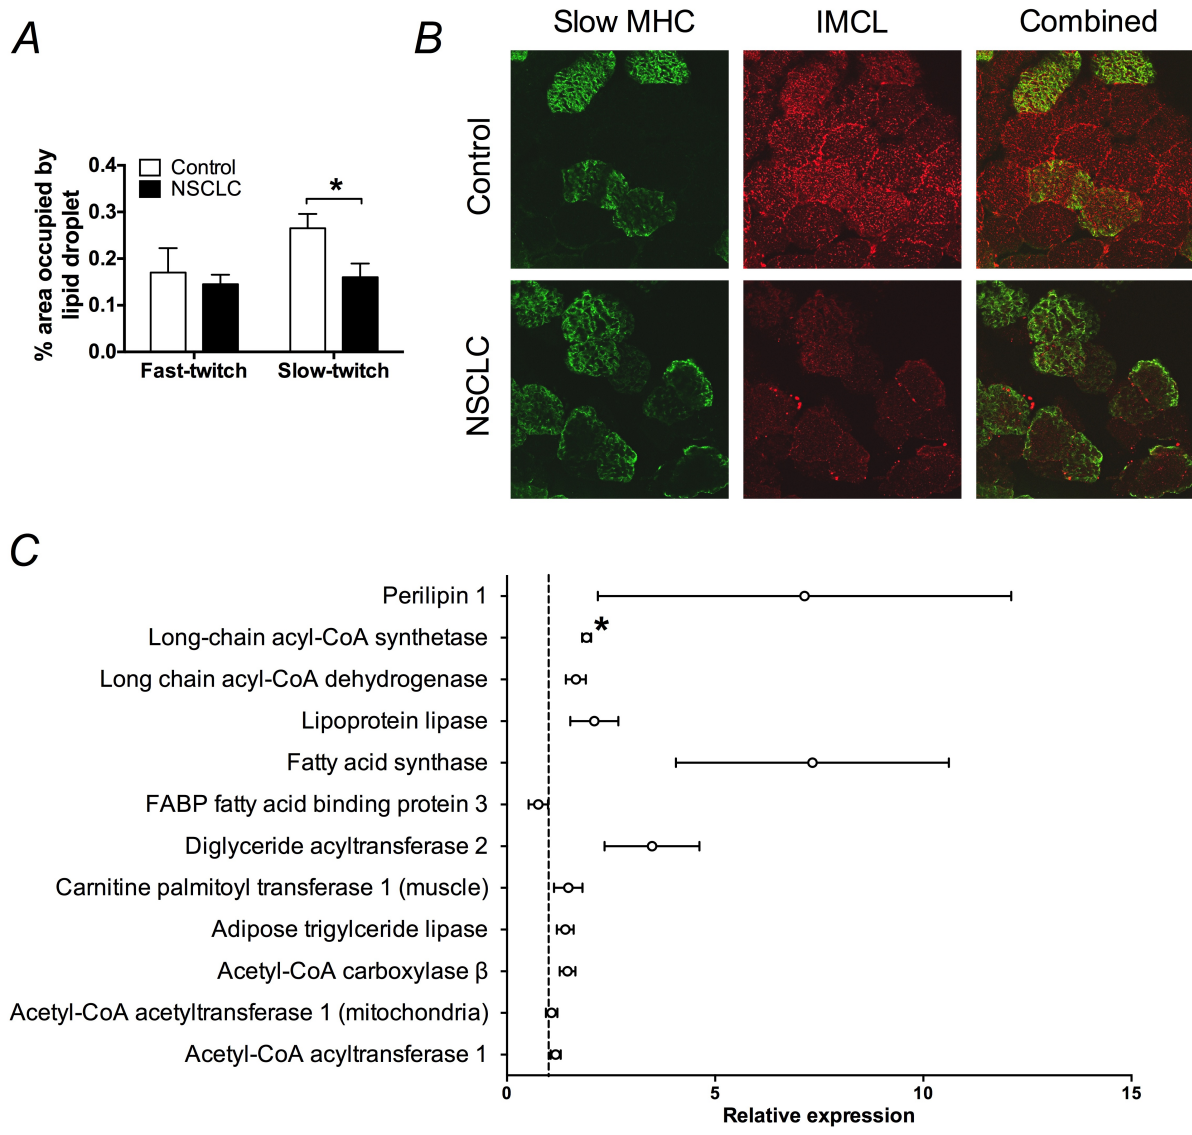 A
% area occupied by
lipid droplet
0.4
0.3
0.2
0.1
0.0
Control
NSCLC
*
Fast-twitch
Slow-twitch
B
Slow MHC
IMCL
Combined
Control
NSCLC
C
Perilipin 1
Long-chain acyl-CoA synthetase
*
Long chain acyl-CoA dehydrogenase
Lipoprotein lipase
Fatty acid synthase
FABP fatty acid binding protein 3
Diglyceride acyltransferase 2
Carnitine palmitoyl transferase 1 (muscle)
Adipose trigylceride lipase
Acetyl-CoA carboxylase β
Acetyl-CoA acetyltransferase 1 (mitochondria)
Acetyl-CoA acyltransferase 1
0
5
10
15
Relative expression